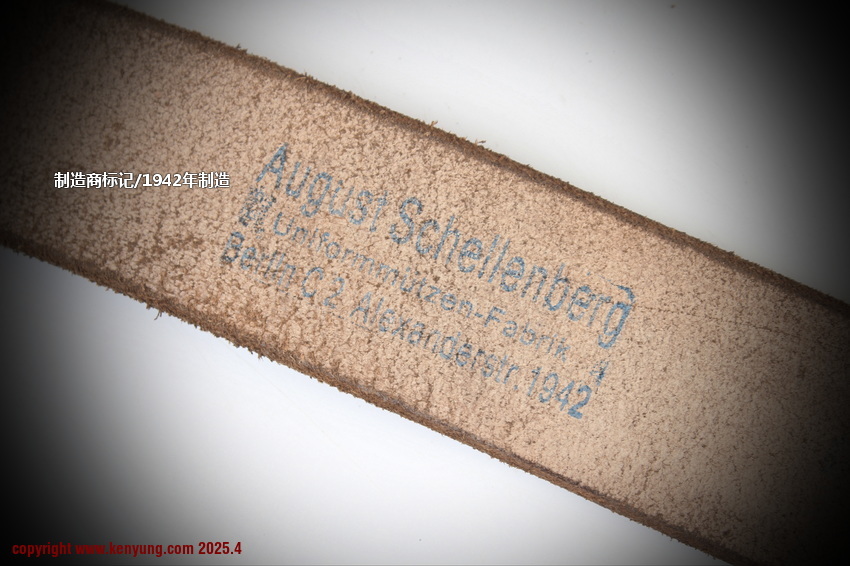 制造商标记/1942年制造
August Schellenberg
Uniformmützen-Fabrik
Berlin C 2 Alexanderstr. 1942
copyright www.kenyung.com 2025.4